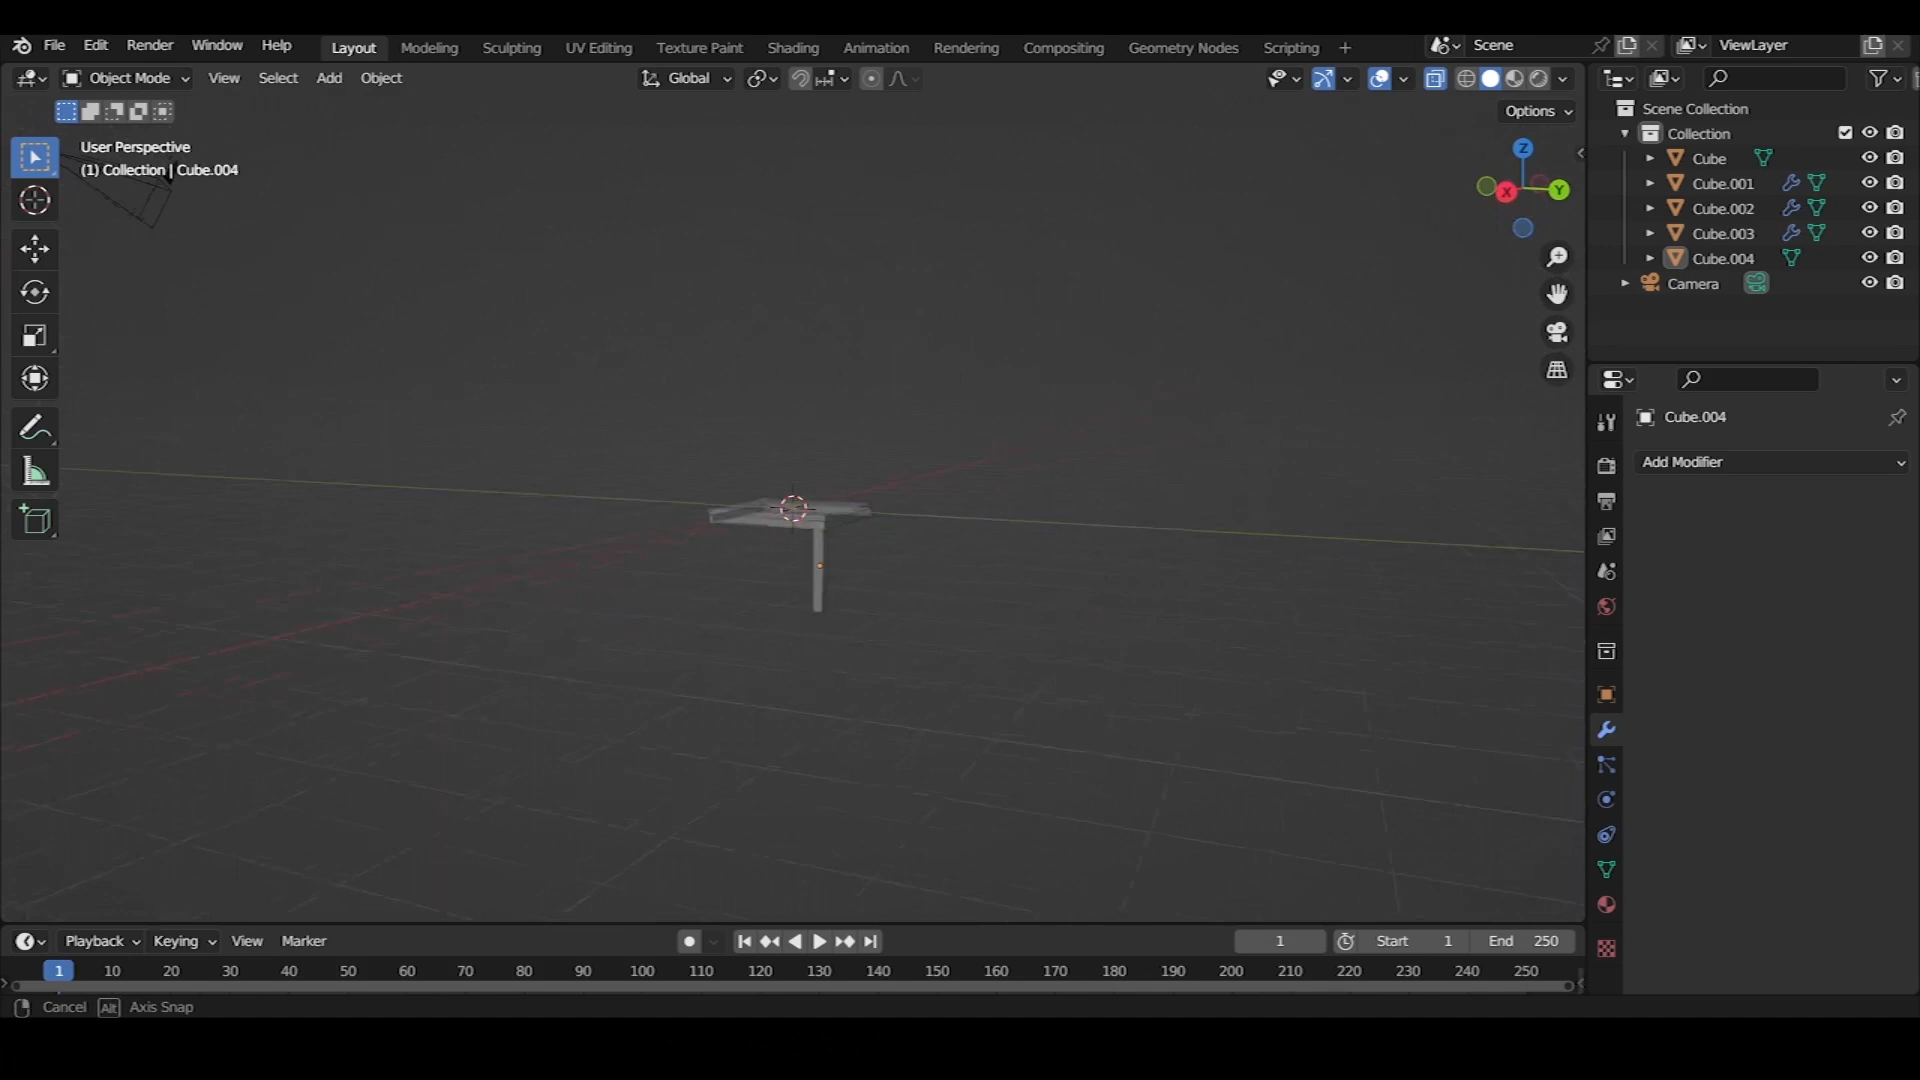 File Edit Render Window Help Layout Modeling Sculpting UV Editing Texture Paint Shading Animation Rendering Compositing Geometry Nodes Scripting + Scene ViewLayer
Object Mode View Select Add Object Global
Options
User Perspective
(1) Collection | Cube.004
Z
X
Y
Scene Collection
Collection
Cube
Cube.001
Cube.002
Cube.003
Cube.004
Camera
Cube.004
Add Modifier
Playback Keying View Marker 1 Start 1 End 250
1 10 20 30 40 50 60 70 80 90 100 110 120 130 140 150 160 170 180 190 200 210 220 230 240 250
Cancel Alt Axis Snap